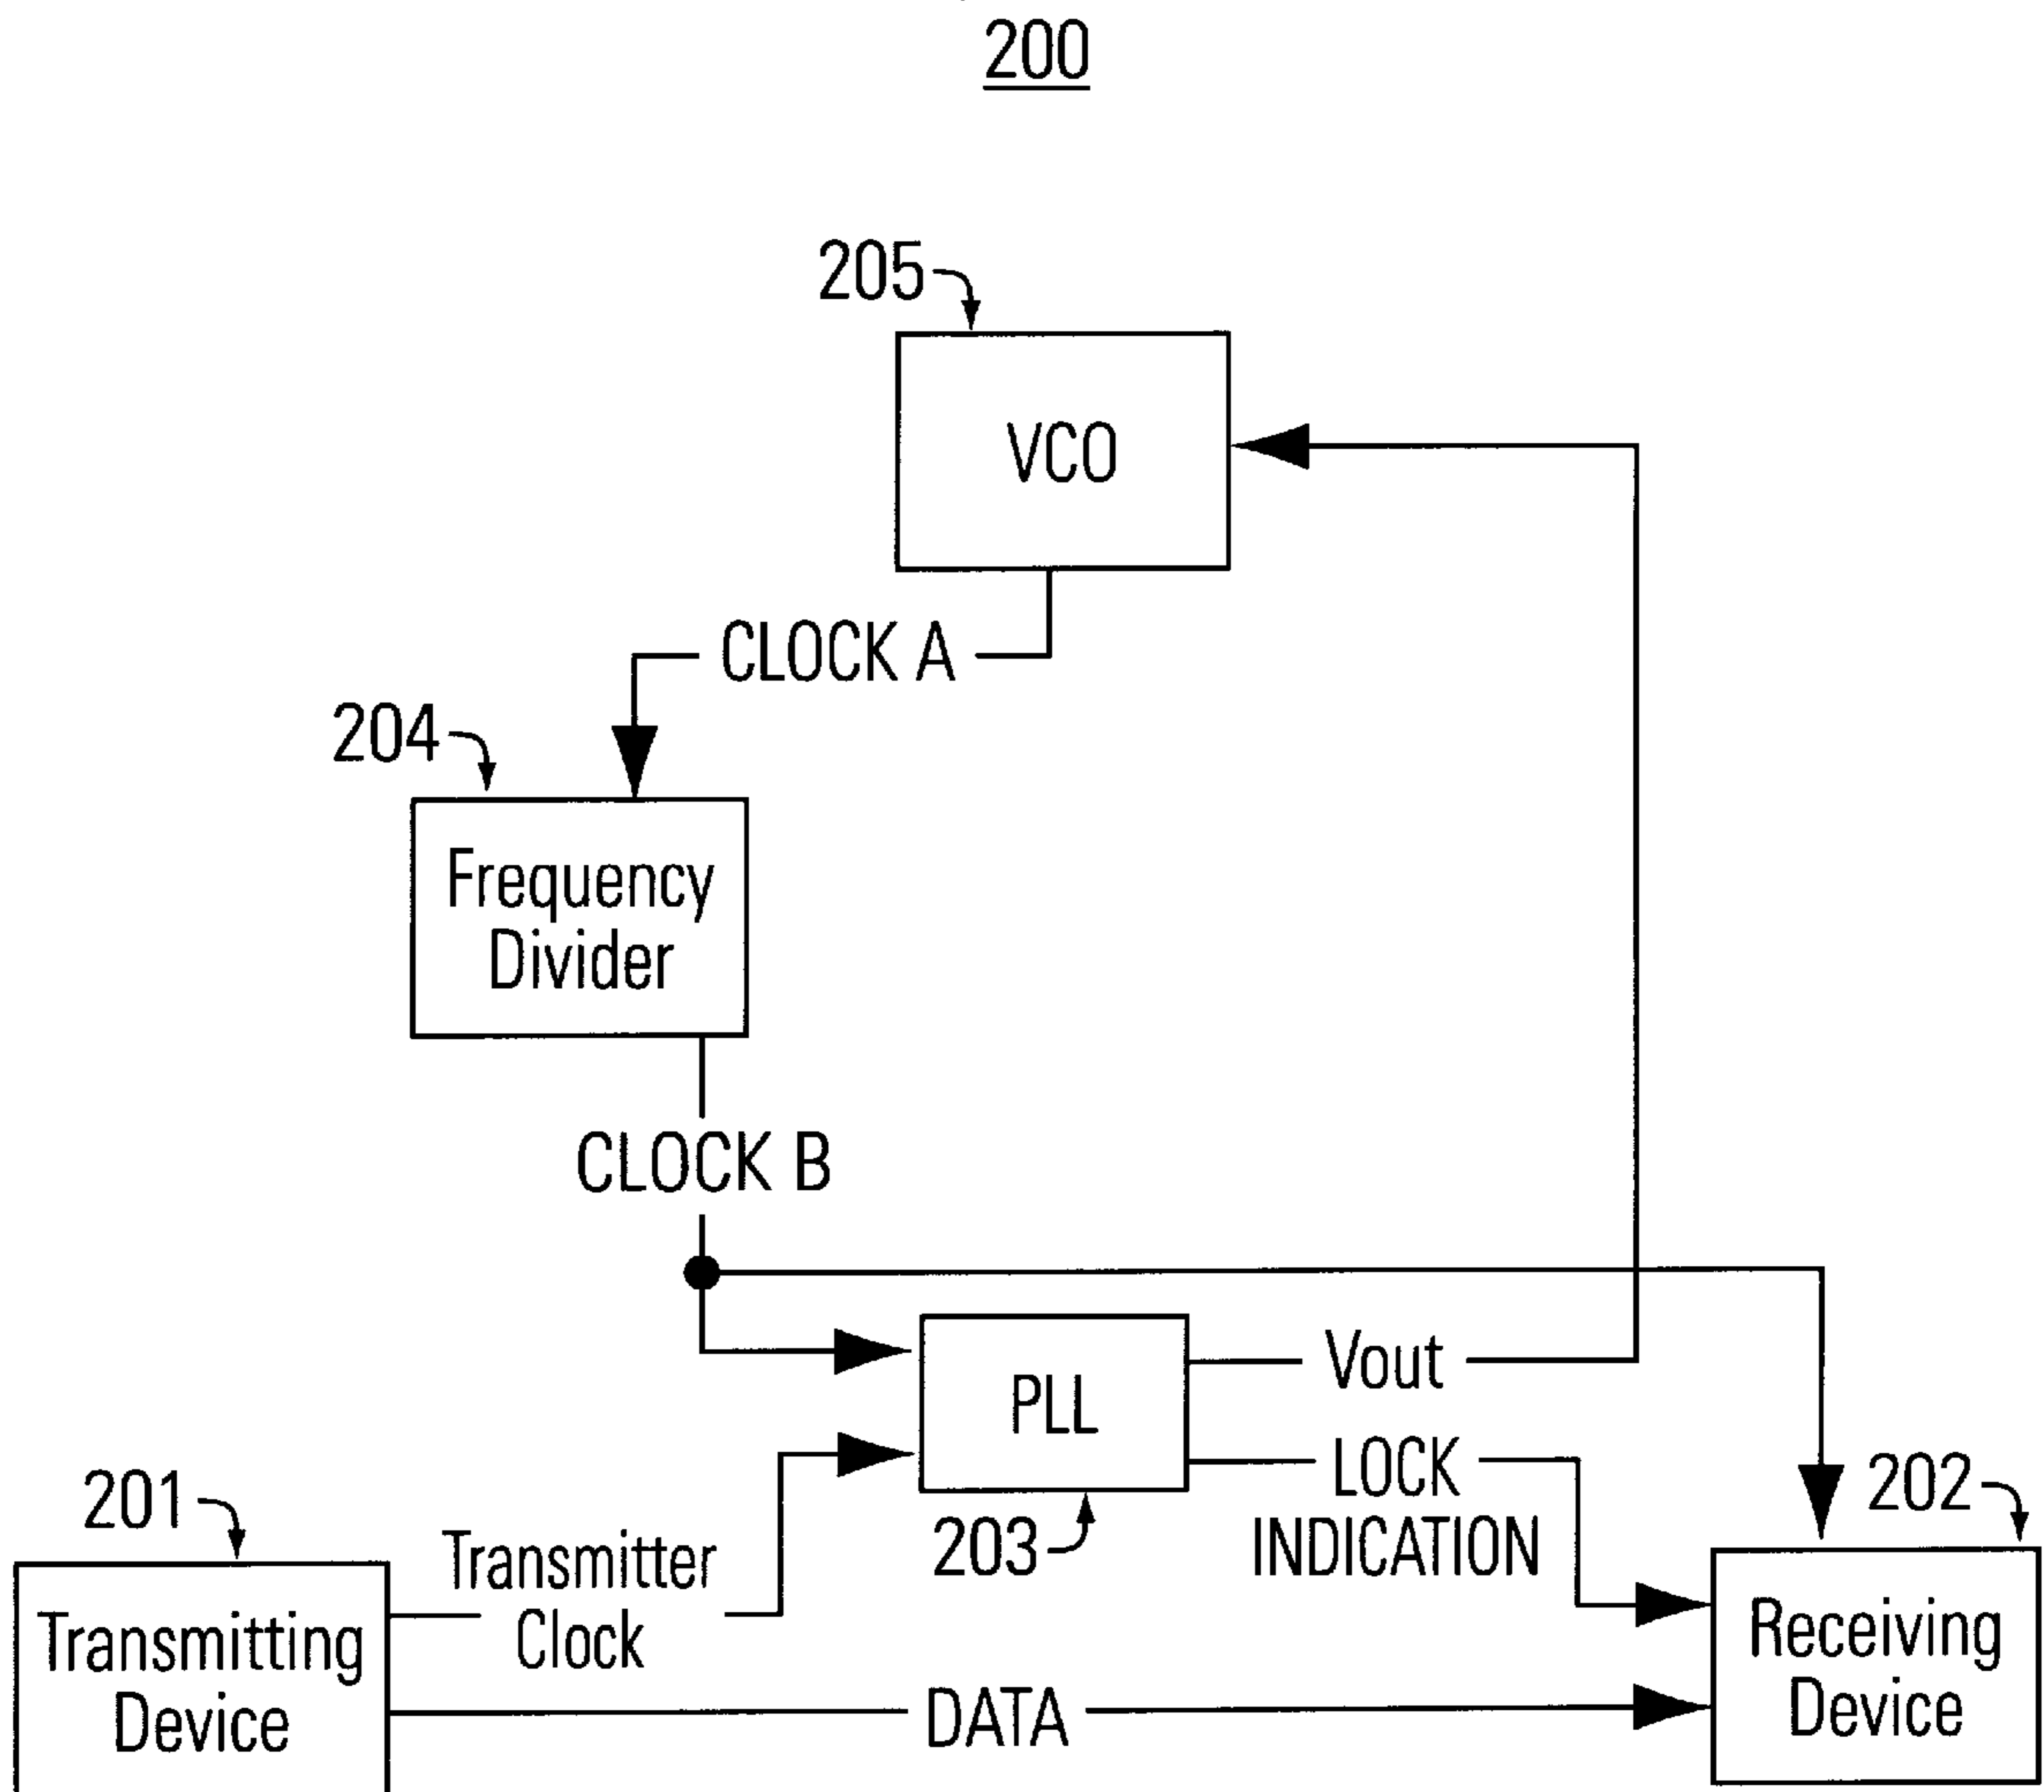 200
205
VCO
CLOCK A
204
Frequency
Divider
CLOCK B
PLL
Vout
LOCK
INDICATION
203
201
202
Transmitter
Clock
Transmitting
Device
DATA
Receiving
Device